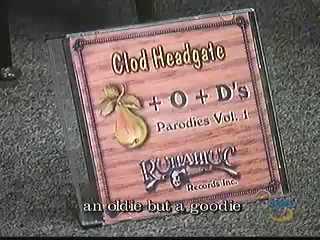 Clod Headgate
+ O + D's
Parodies Vol. 1
Records Inc.
an oldie but a goodie